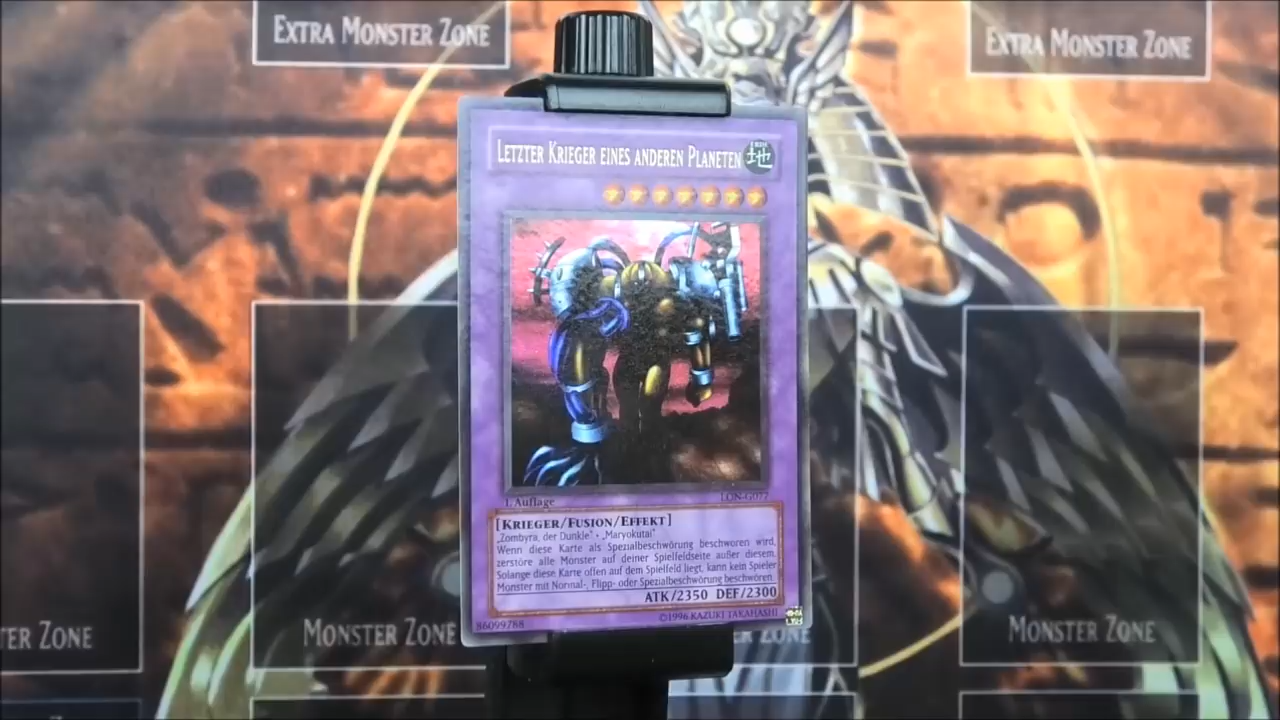 EXTRA MONSTER ZONE
EXTRA MONSTER ZONE
LETZTER KRIEGER EINES ANDEREN PLANETEN
地
1. Auflage
LON-G077
[KRIEGER/FUSION/EFFEKT]
„Zombyra, der Dunkle" + „Maryokutai"
Wenn diese Karte als Spezialbeschwörung beschworen wird,
zerstöre alle Monster auf deiner Spielfeldseite außer diesem.
Solange diese Karte offen auf dem Spielfeld liegt, kann kein Spieler
Monster mit Normal-, Flipp- oder Spezialbeschwörung beschwören.
ATK/2350 DEF/2300
86099788
©1996 KAZUKI TAKAHASHI
TER ZONE
MONSTER ZONE
ER ZONE
MONSTER ZONE